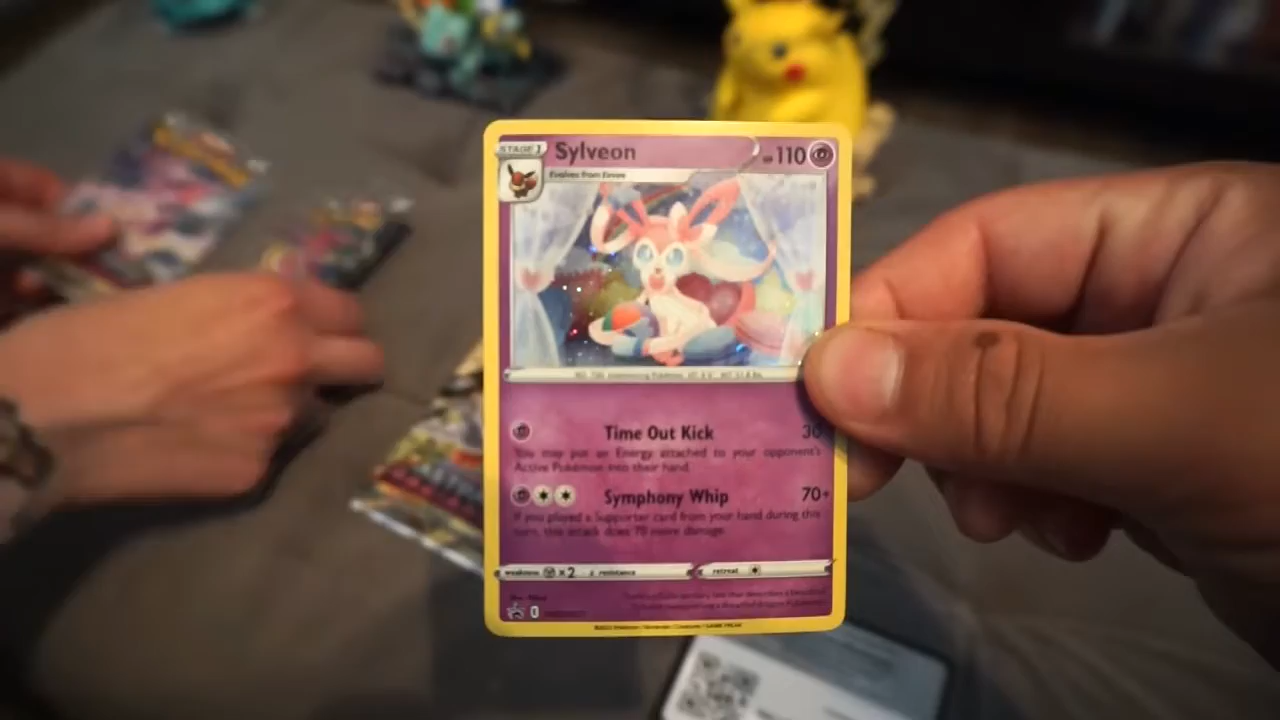 STAGE 1
Sylveon
HP 110
Evolves from Eevee
Time Out Kick 30
You may put an Energy attached to your opponent's
Active Pokémon into their hand.
Symphony Whip 70+
If you played a Supporter card from your hand during this
turn, this attack does 70 more damage.
weakness ×2 resistance retreat